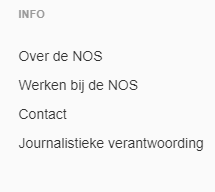 INFO
Over de NOS
Werken bij de NOS
Contact
Journalistieke verantwoording